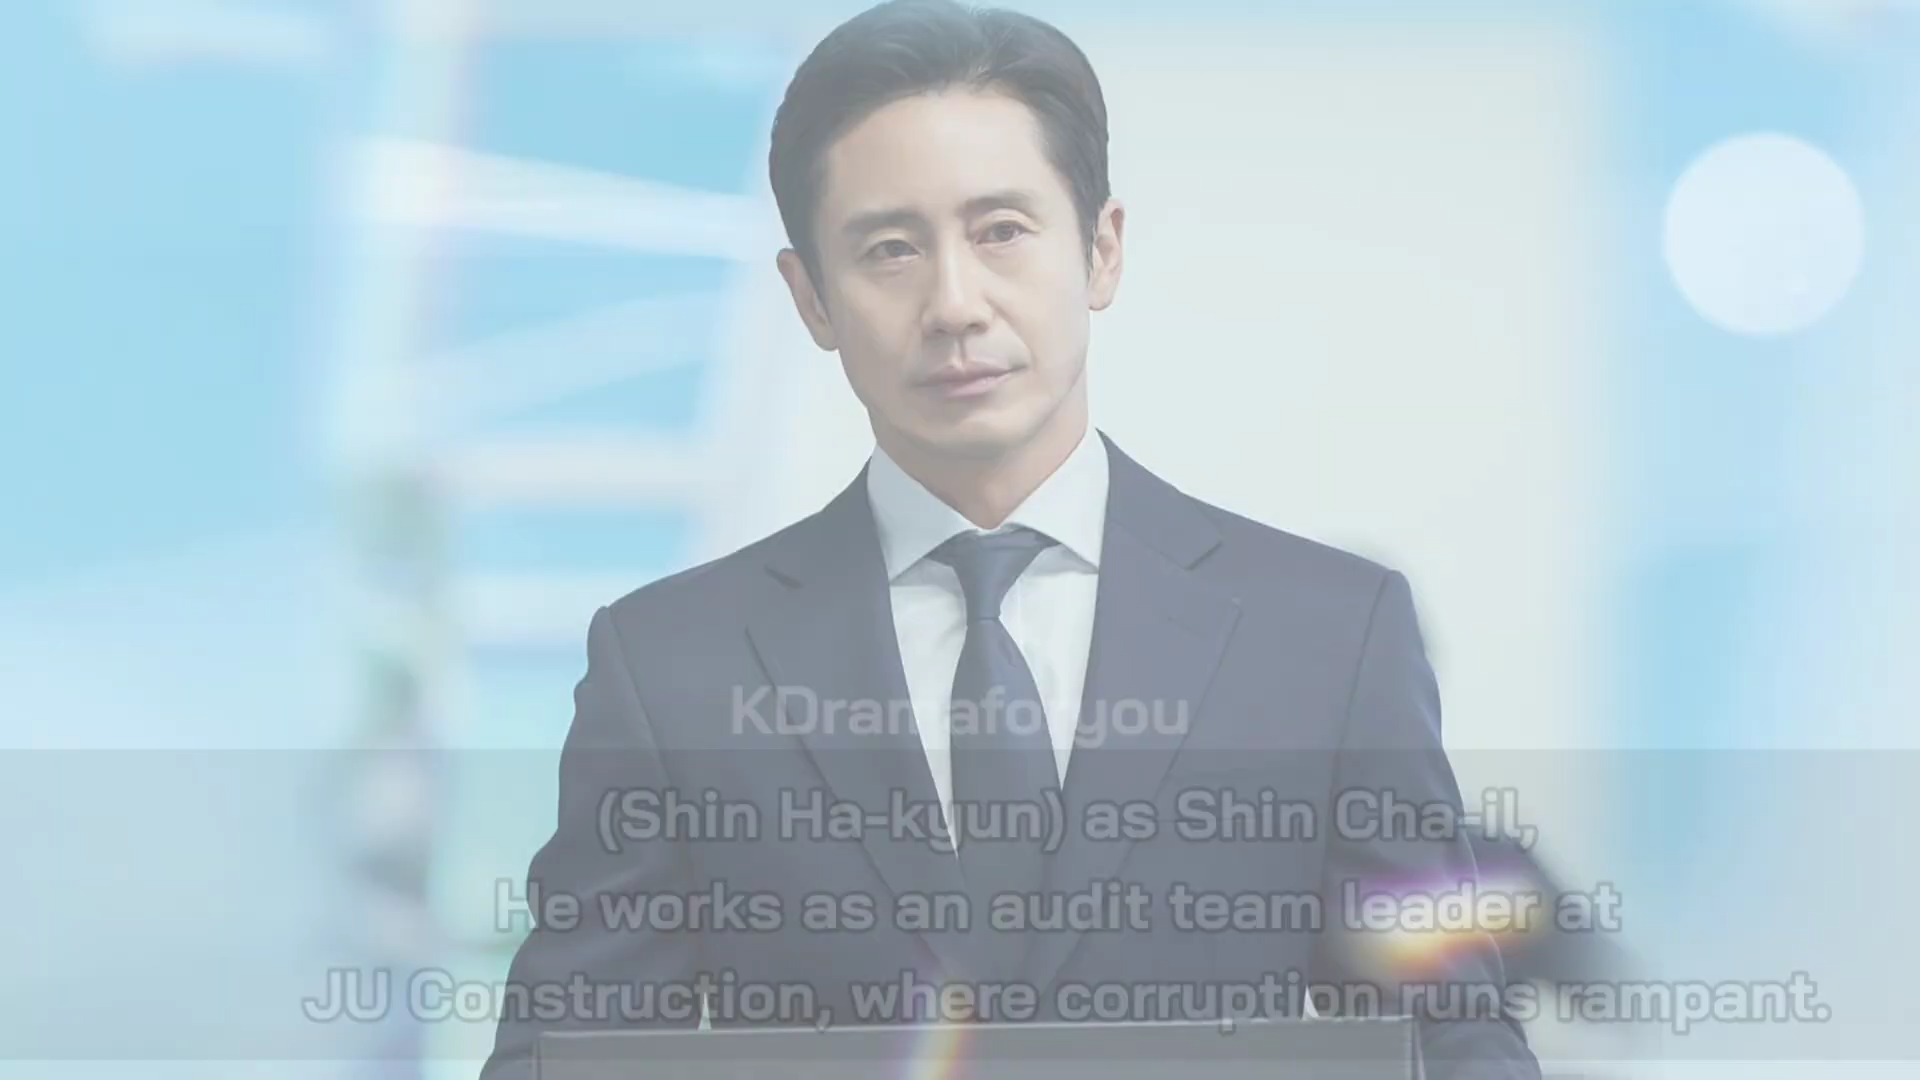 KDramaforyou
(Shin Ha-kyun) as Shin Cha-il,
He works as an audit team leader at
JU Construction, where corruption runs rampant.